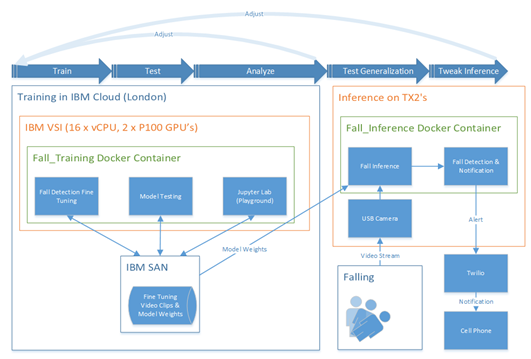 Adjust
Adjust
Train
Test
Analyze
Test Generalization
Tweak Inference
Training in IBM Cloud (London)
IBM VSI (16 x vCPU, 2 x P100 GPU's)
Fall_Training Docker Container
Fall Detection Fine
Tuning
Model Testing
Jupyter Lab
(Playground)
IBM SAN
Fine Tuning
Video Clips &
Model Weights
Model Weights
Inference on TX2's
Fall_Inference Docker Container
Fall Inference
Fall Detection &
Notification
USB Camera
Video Stream
Falling
Alert
Twilio
Notification
Cell Phone